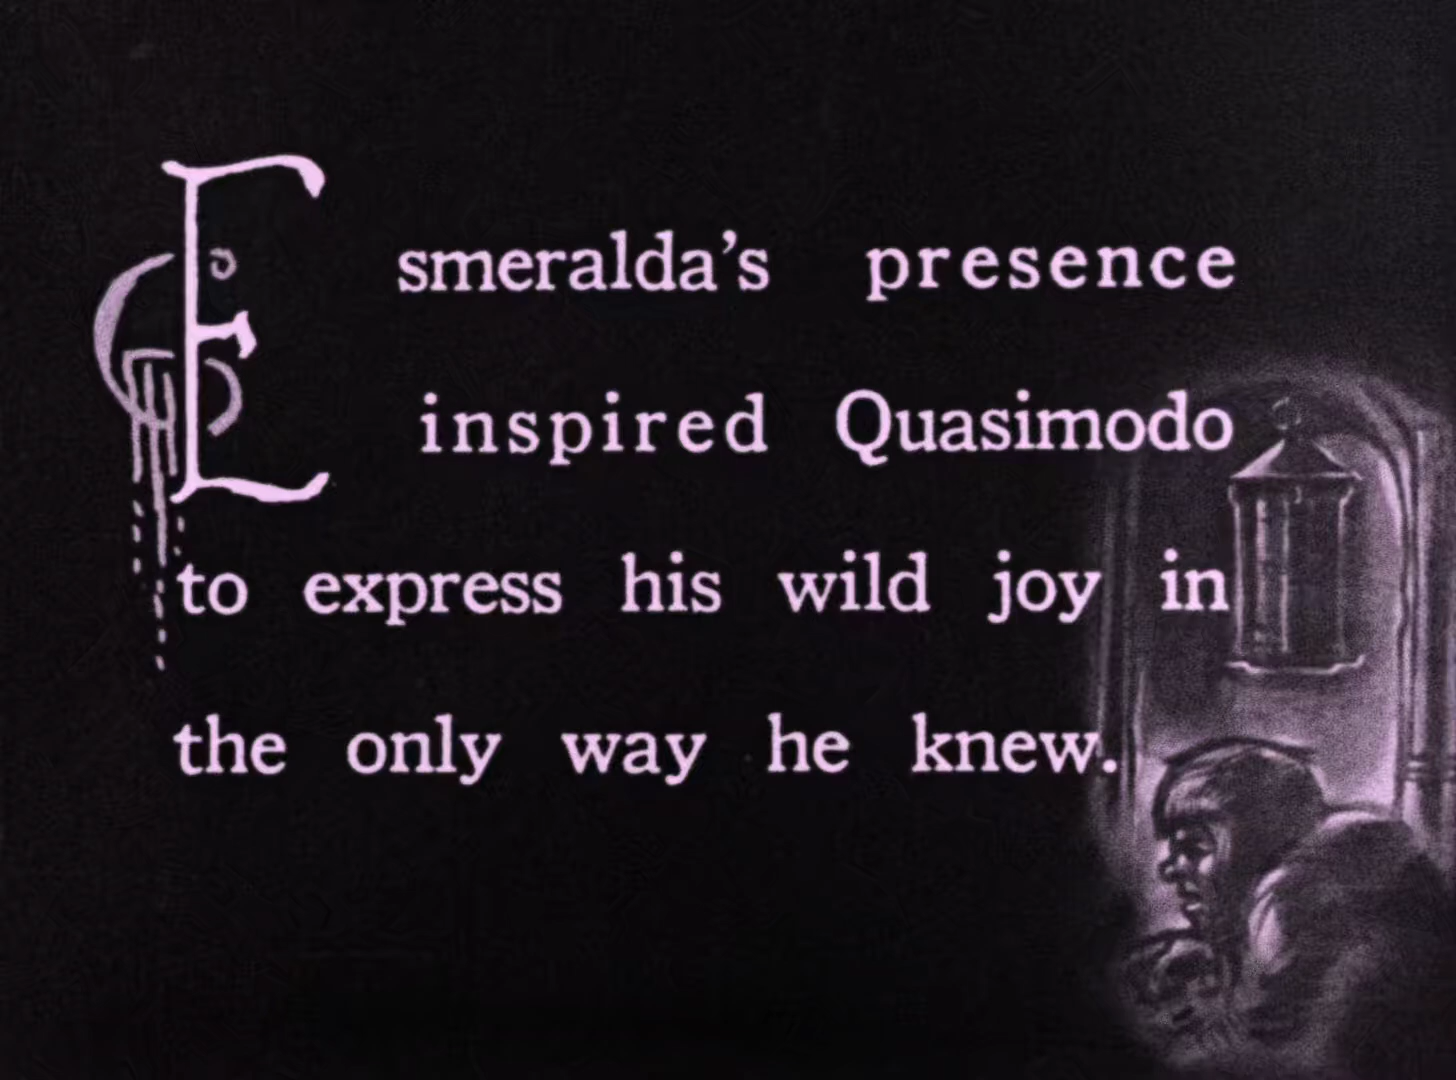 Esmeralda's presence
inspired Quasimodo
to express his wild joy in
the only way he knew.